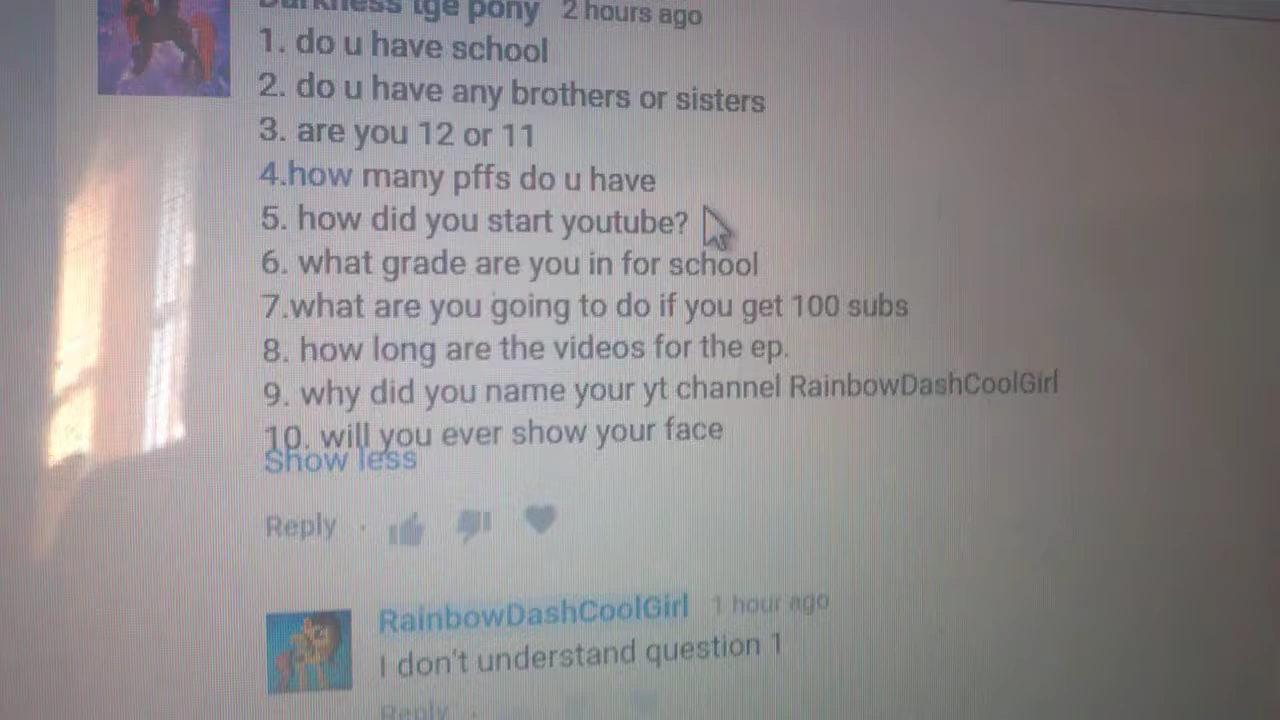 Darkness tge pony 2 hours ago
1. do u have school
2. do u have any brothers or sisters
3. are you 12 or 11
4.how many pffs do u have
5. how did you start youtube?
6. what grade are you in for school
7.what are you going to do if you get 100 subs
8. how long are the videos for the ep.
9. why did you name your yt channel RainbowDashCoolGirl
10. will you ever show your face
Show less
Reply
RainbowDashCoolGirl 1 hour ago
I don't understand question 1
Reply